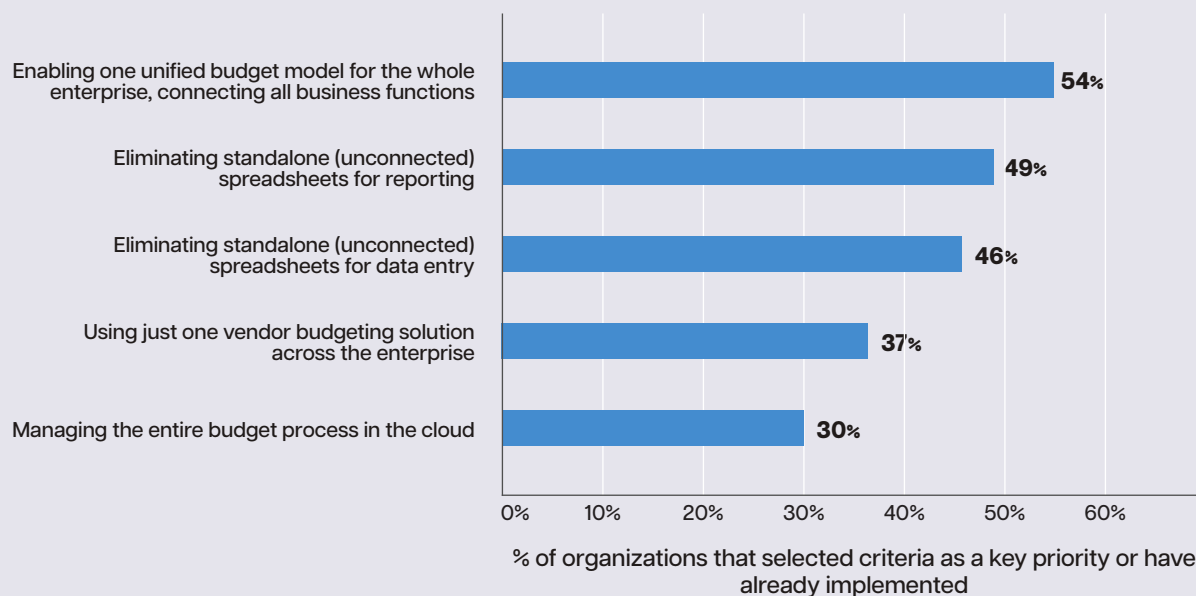 Enabling one unified budget model for the whole
enterprise, connecting all business functions
54%
Eliminating standalone (unconnected)
spreadsheets for reporting
49%
Eliminating standalone (unconnected)
spreadsheets for data entry
46%
Using just one vendor budgeting solution
across the enterprise
37%
Managing the entire budget process in the cloud
30%
0% 10% 20% 30% 40% 50% 60%
% of organizations that selected criteria as a key priority or have
already implemented